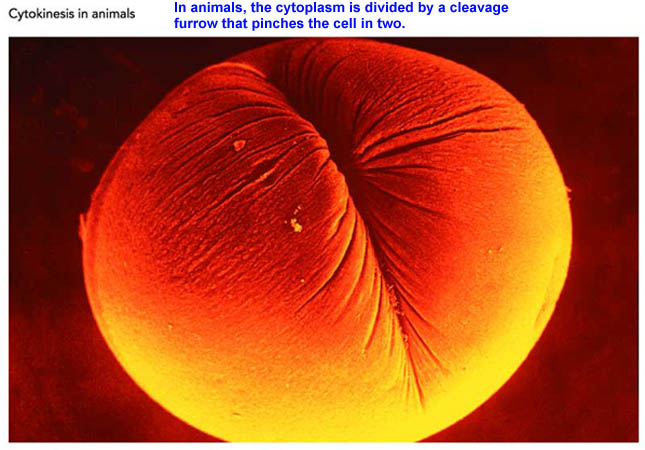 Cytokinesis in animals
In animals, the cytoplasm is divided by a cleavage
furrow that pinches the cell in two.